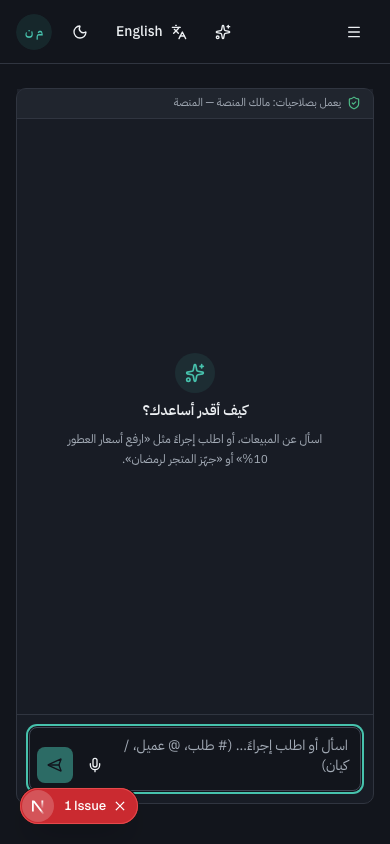 م ن
English
يعمل بصلاحيات: مالك المنصة — المنصة
كيف أقدر أساعدك؟
اسأل عن المبيعات، أو اطلب إجراءً مثل «ارفع أسعار العطور
10%» أو «جهّز المتجر لرمضان».
اسأل أو اطلب إجراءً... (# طلب، @ عميل، /
كيان)
N
1 Issue